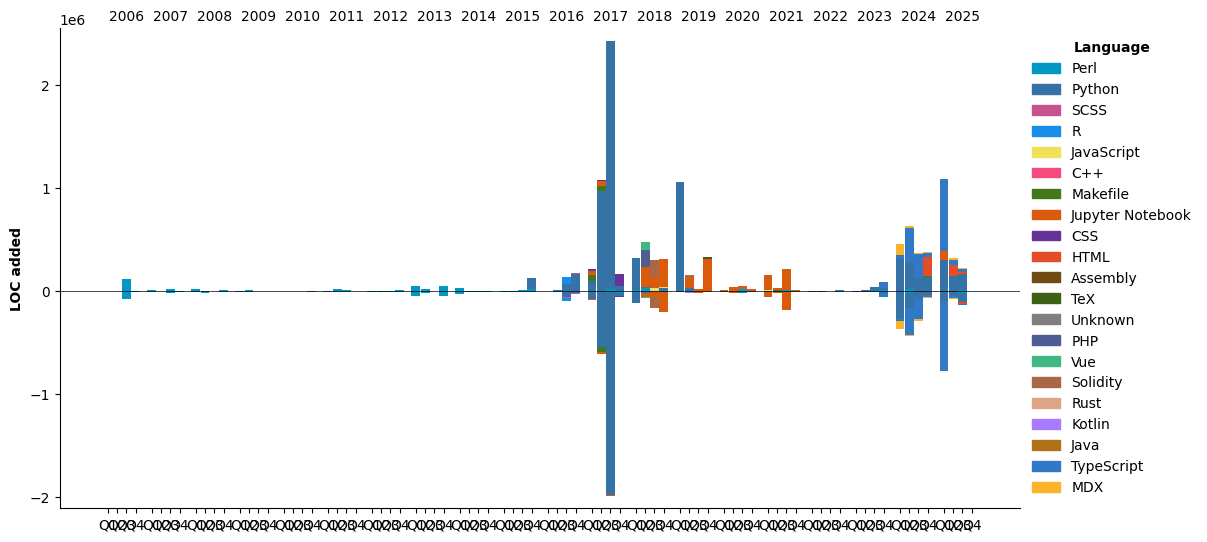 2006 2007 2008 2009 2010 2011 2012 2013 2014 2015 2016 2017 2018 2019 2020 2021 2022 2023 2024 2025
1e6
Language
Perl
Python
SCSS
R
JavaScript
C++
Makefile
Jupyter Notebook
CSS
HTML
Assembly
TeX
Unknown
PHP
Vue
Solidity
Rust
Kotlin
Java
TypeScript
MDX
LOC added
2
1
0
−1
−2